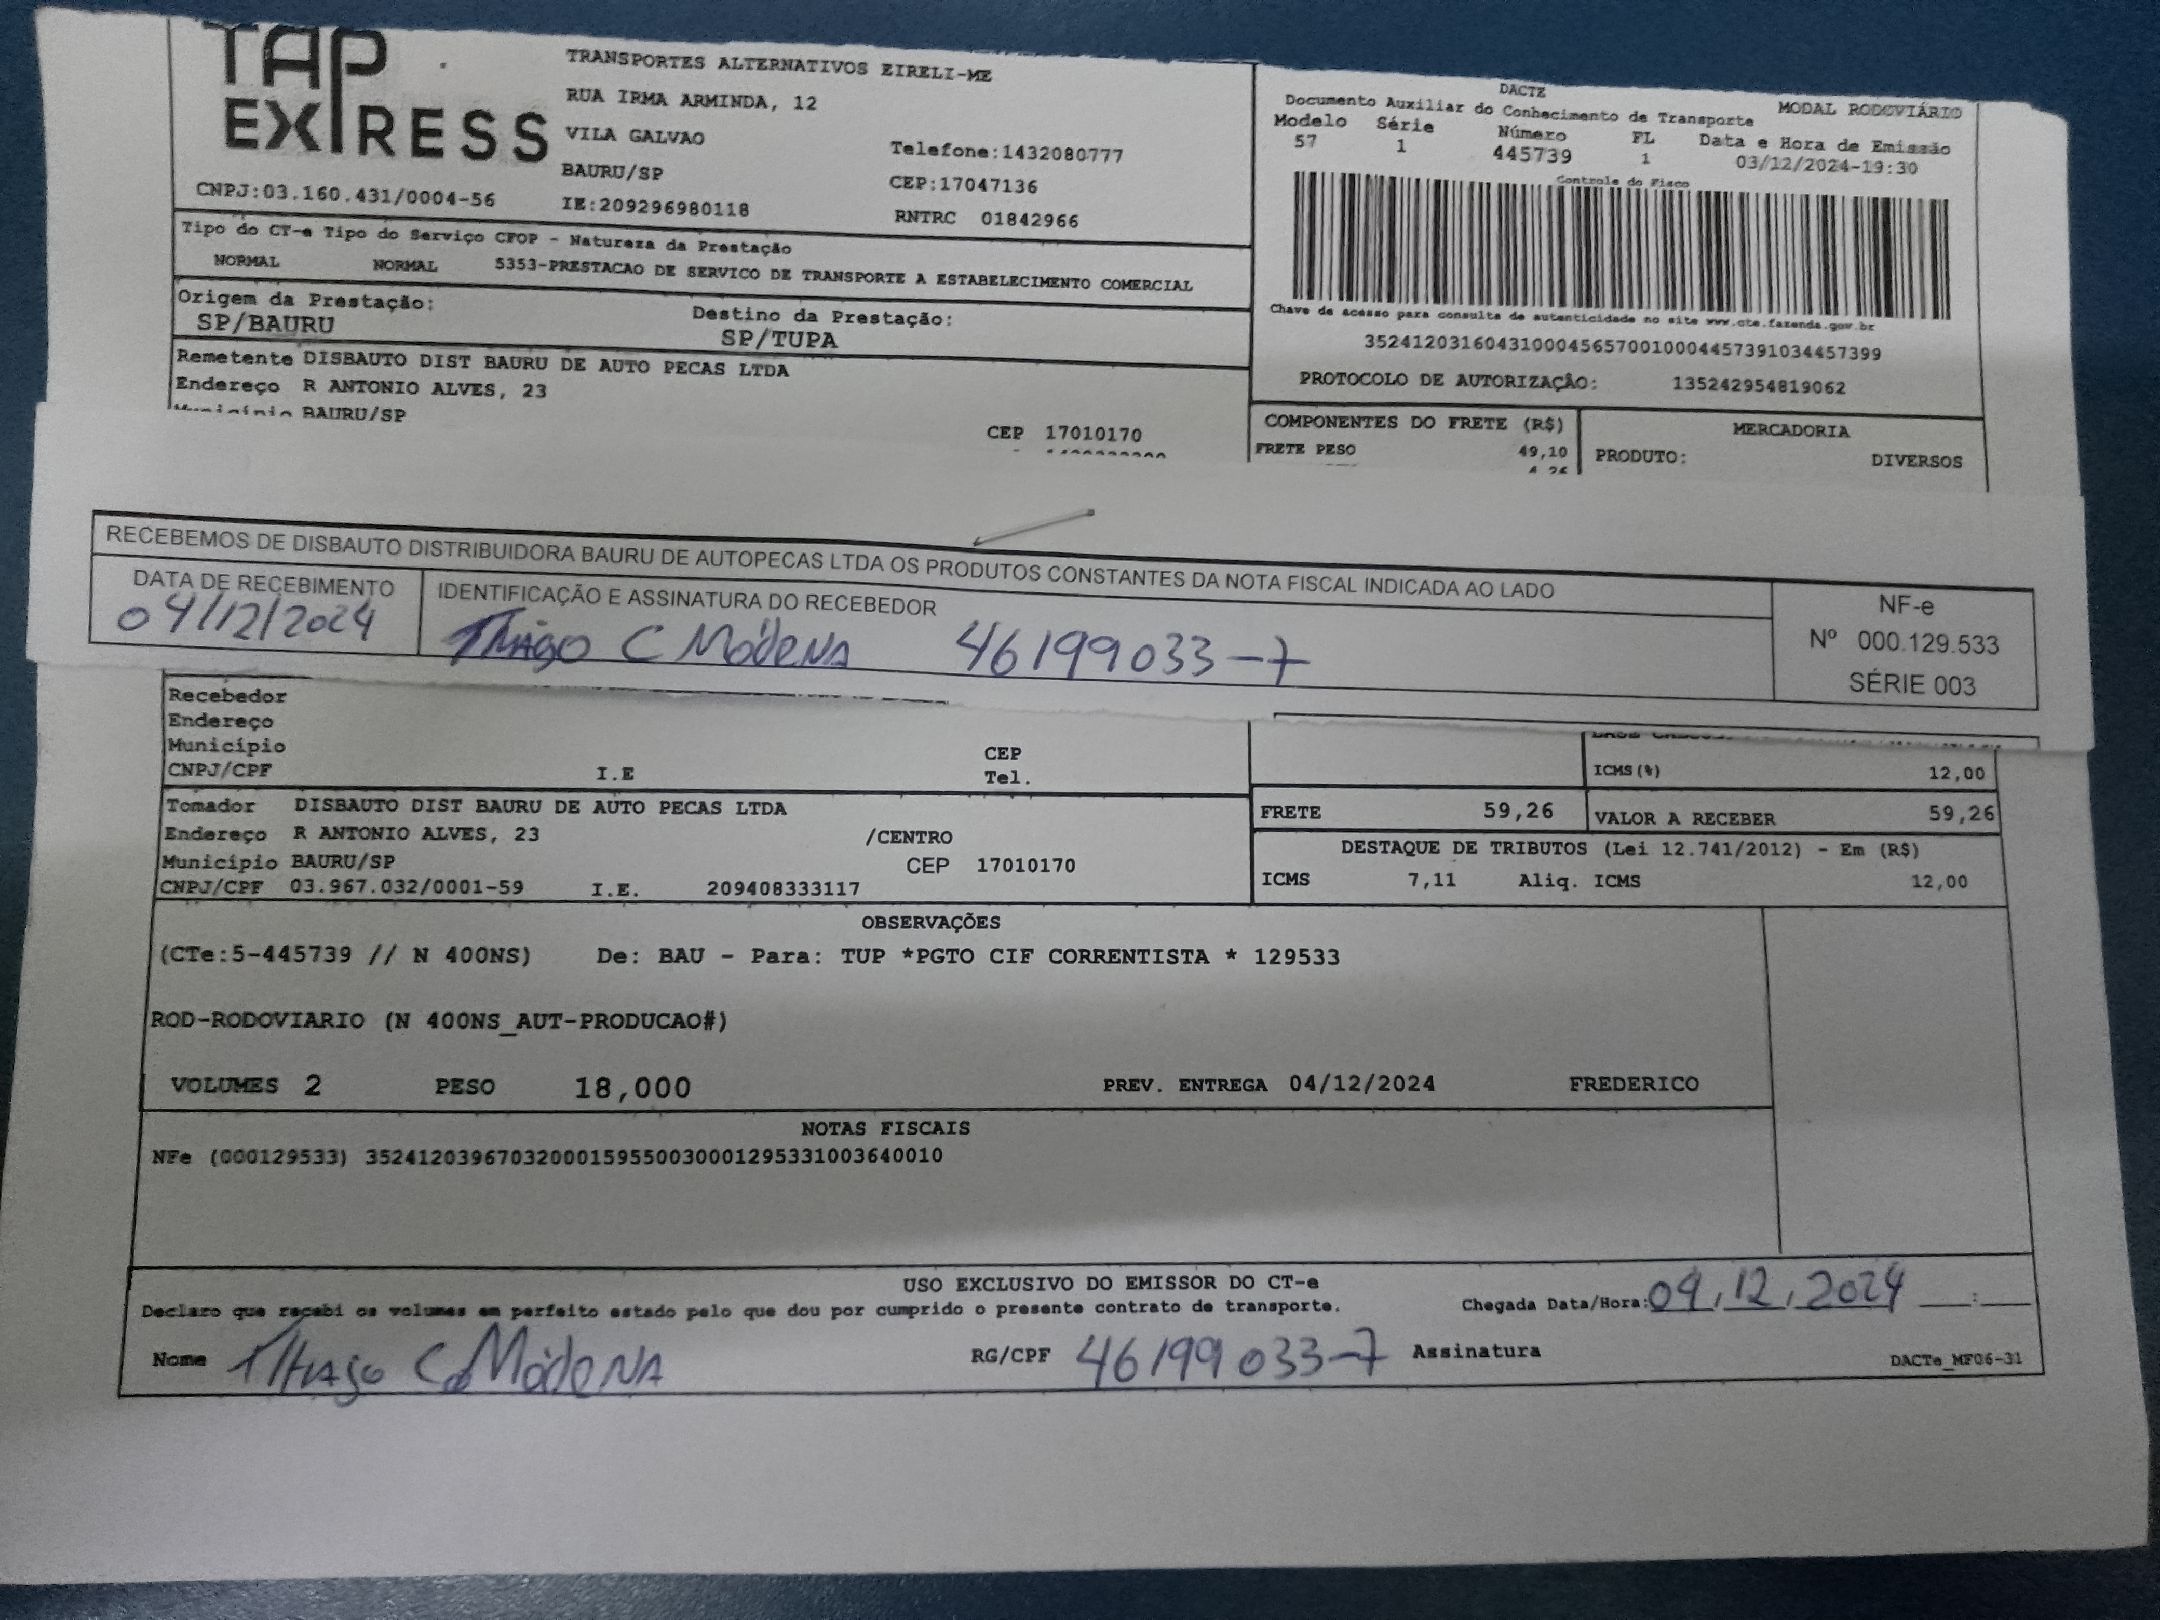 TAP
EXPRESS
TRANSPORTES ALTERNATIVOS EIRELI-ME
RUA IRMA ARMINDA, 12
VILA GALVAO
Telefone:1432080777
BAURU/SP
CEP:17047136
CNPJ:03.160.431/0004-56
IE:209296980118
RNTRC 01842966
DACTE
Documento Auxiliar do Conhecimento de Transporte
MODAL RODOVIÁRIO
Modelo Série Número FL Data e Hora de Emissão
57 1 445739 1 03/12/2024-19:30
Controle do Fisco
Chave de acesso para consulta de autenticidade no site www.cte.fazenda.gov.br
35241203160431000456570010004457391034457399
PROTOCOLO DE AUTORIZAÇÃO: 135242954819062
Tipo do CT-e Tipo do Serviço CFOP - Natureza da Prestação
NORMAL NORMAL 5353-PRESTACAO DE SERVICO DE TRANSPORTE A ESTABELECIMENTO COMERCIAL
Origem da Prestação: Destino da Prestação:
SP/BAURU SP/TUPA
Remetente DISBAUTO DIST BAURU DE AUTO PECAS LTDA
Endereço R ANTONIO ALVES, 23
Município BAURU/SP
CEP 17010170
COMPONENTES DO FRETE (R$)
FRETE PESO 49,10
4,26
MERCADORIA
PRODUTO: DIVERSOS
RECEBEMOS DE DISBAUTO DISTRIBUIDORA BAURU DE AUTOPECAS LTDA OS PRODUTOS CONSTANTES DA NOTA FISCAL INDICADA AO LADO
DATA DE RECEBIMENTO
04/12/2024
IDENTIFICAÇÃO E ASSINATURA DO RECEBEDOR
Thiago C Módena 46199033-7
NF-e
Nº 000.129.533
SÉRIE 003
Recebedor
Endereço
Município CEP
CNPJ/CPF I.E Tel.
ICMS(%) 12,00
Tomador DISBAUTO DIST BAURU DE AUTO PECAS LTDA
Endereço R ANTONIO ALVES, 23 /CENTRO
Município BAURU/SP CEP 17010170
CNPJ/CPF 03.967.032/0001-59 I.E. 209408333117
FRETE 59,26 VALOR A RECEBER 59,26
DESTAQUE DE TRIBUTOS (Lei 12.741/2012) - Em (R$)
ICMS 7,11 Aliq. ICMS 12,00
OBSERVAÇÕES
(CTe:5-445739 // N 400NS) De: BAU - Para: TUP *PGTO CIF CORRENTISTA * 129533
ROD-RODOVIARIO (N 400NS_AUT-PRODUCAO#)
VOLUMES 2 PESO 18,000 PREV. ENTREGA 04/12/2024 FREDERICO
NOTAS FISCAIS
NFe (000129533) 35241203967032000159550030001295331003640010
USO EXCLUSIVO DO EMISSOR DO CT-e
Declaro que recebi os volumes em perfeito estado pelo que dou por cumprido o presente contrato de transporte.
Chegada Data/Hora: 04,12,2024 ___:___
Nome Thiago C Módena RG/CPF 46199033-7 Assinatura
DACTe_MF06-31